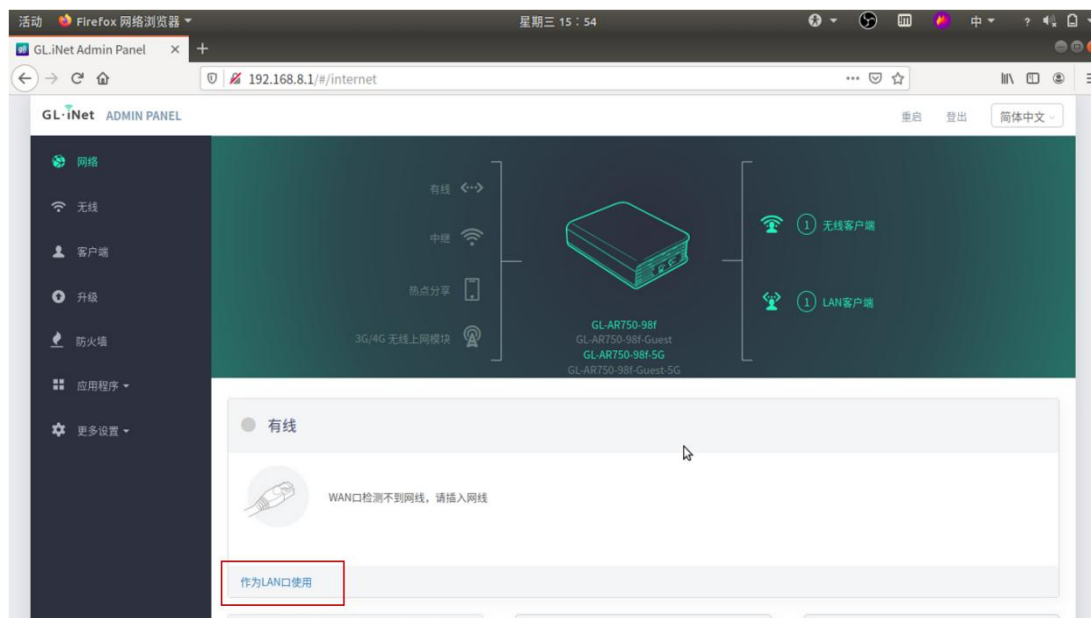 活动 Firefox 网络浏览器
星期三 15：54
中
?
GL.iNet Admin Panel × +
192.168.8.1/#/internet
GL·iNet ADMIN PANEL
重启 登出 简体中文
网络
无线
客户端
升级
防火墙
应用程序
更多设置
有线
中继
热点分享
3G/4G 无线上网模块
GL-AR750-98f
GL-AR750-98f-Guest
GL-AR750-98f-5G
GL-AR750-98f-Guest-5G
1 无线客户端
1 LAN客户端
有线
WAN口检测不到网线，请插入网线
作为LAN口使用